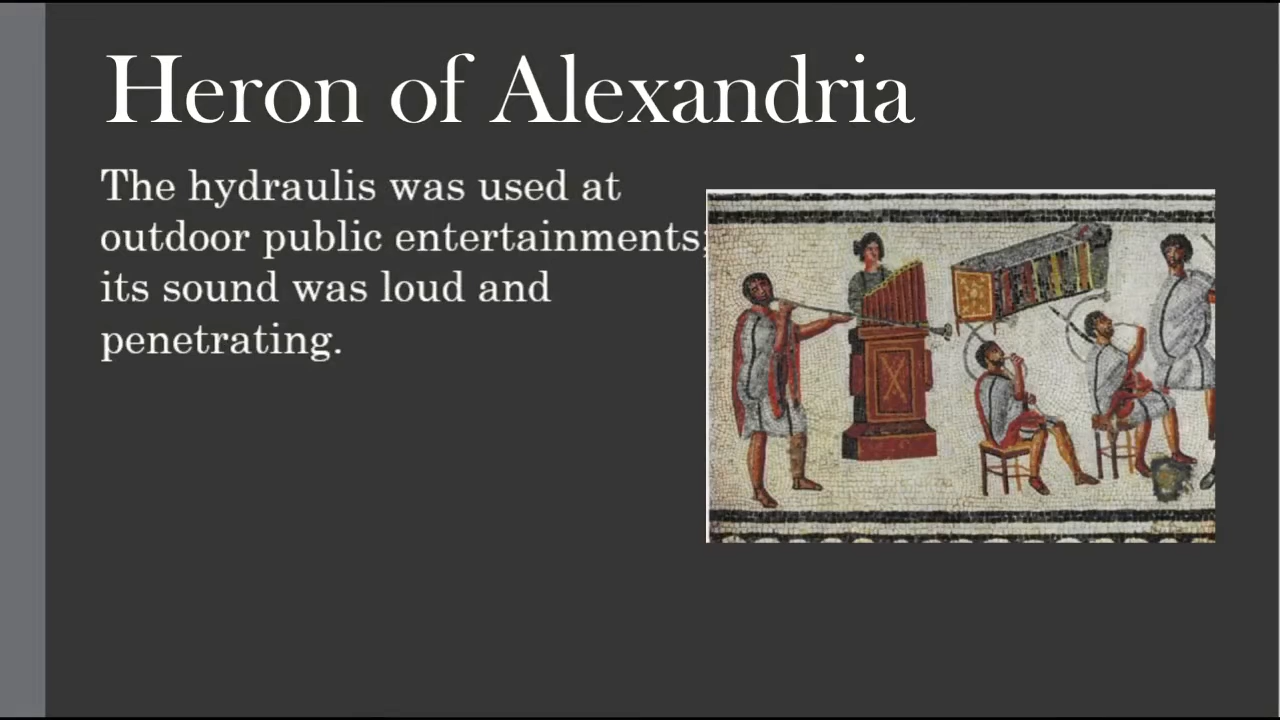 Heron of Alexandria
The hydraulis was used at
outdoor public entertainments;
its sound was loud and
penetrating.